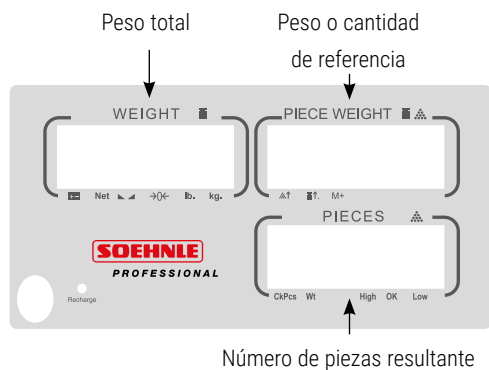 Peso total
Peso o cantidad
de referencia
WEIGHT
PIECE WEIGHT
Net →0← lb. kg.
M+
PIECES
SOEHNLE
PROFESSIONAL
Recharge
CkPcs Wt High OK Low
Número de piezas resultante